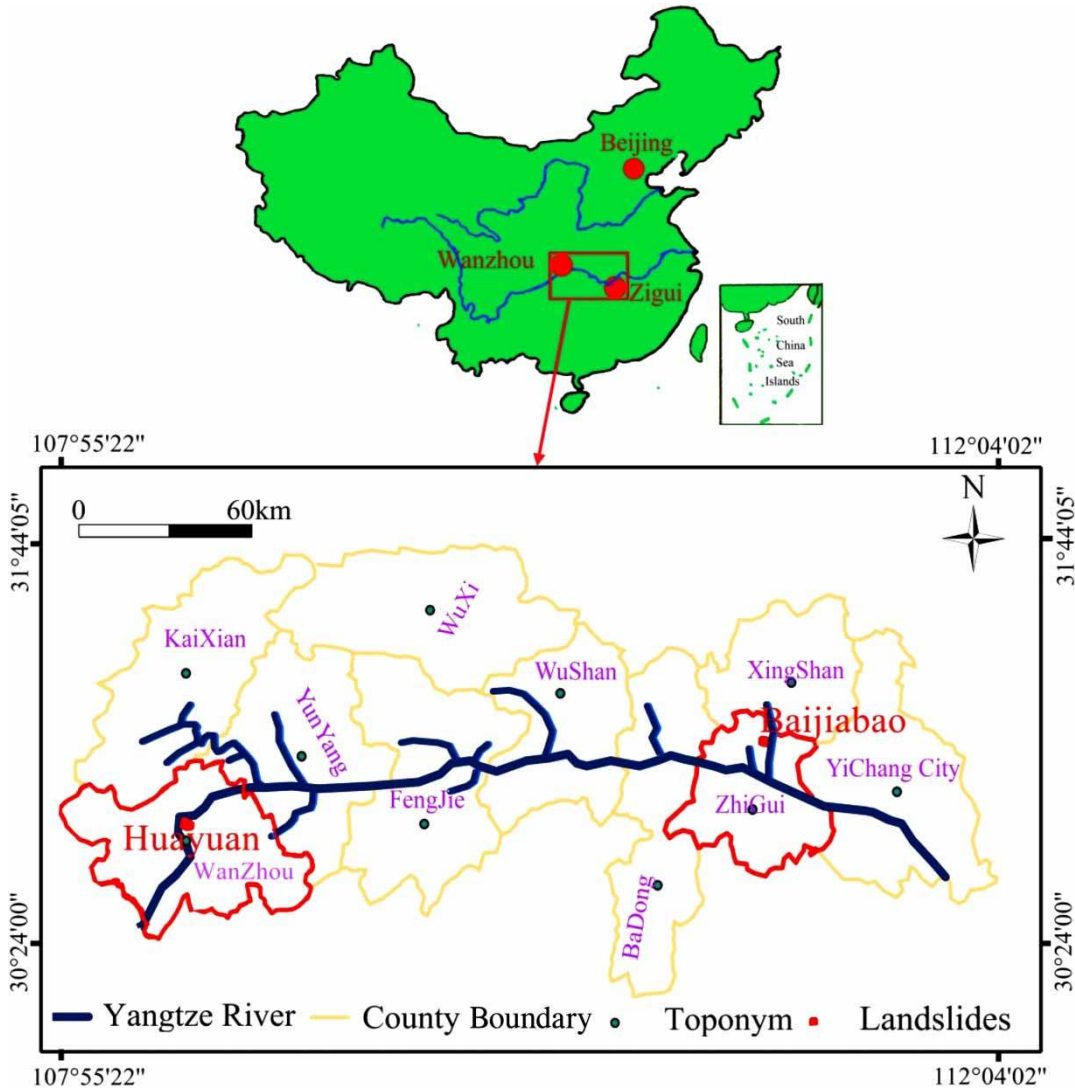 Beijing
Wanzhou
Zigui
South
China
Sea
Islands
107°55'22"
112°04'02"
0 60km
N
31°44'05"
31°44'05"
WuXi
KaiXian
WuShan
XingShan
YunYang
Baijiabao
YiChang City
FengJie
ZhiGui
Huayuan
WanZhou
BaDong
30°24'00"
30°24'00"
Yangtze River County Boundary Toponym Landslides
107°55'22"
112°04'02"